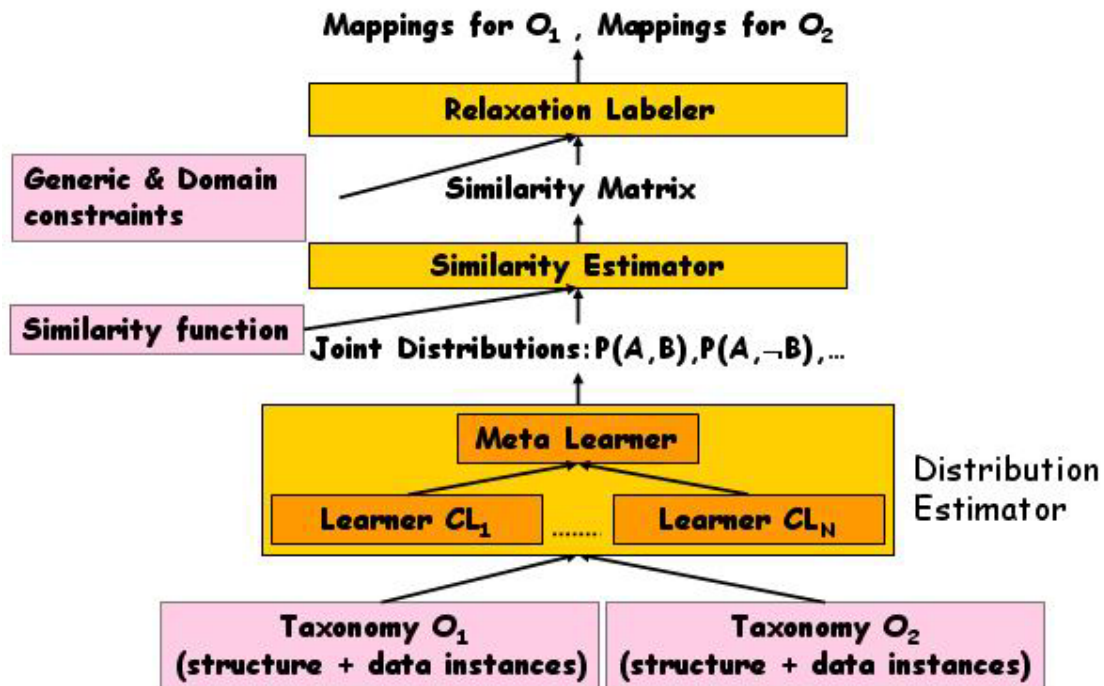 Mappings for O₁ , Mappings for O₂
Relaxation Labeler
Generic & Domain
constraints
Similarity Matrix
Similarity Estimator
Similarity function
Joint Distributions: P(A,B),P(A,¬B),…
Meta Learner
Distribution
Estimator
Learner CL₁
........
Learner CL_N
Taxonomy O₁
(structure + data instances)
Taxonomy O₂
(structure + data instances)